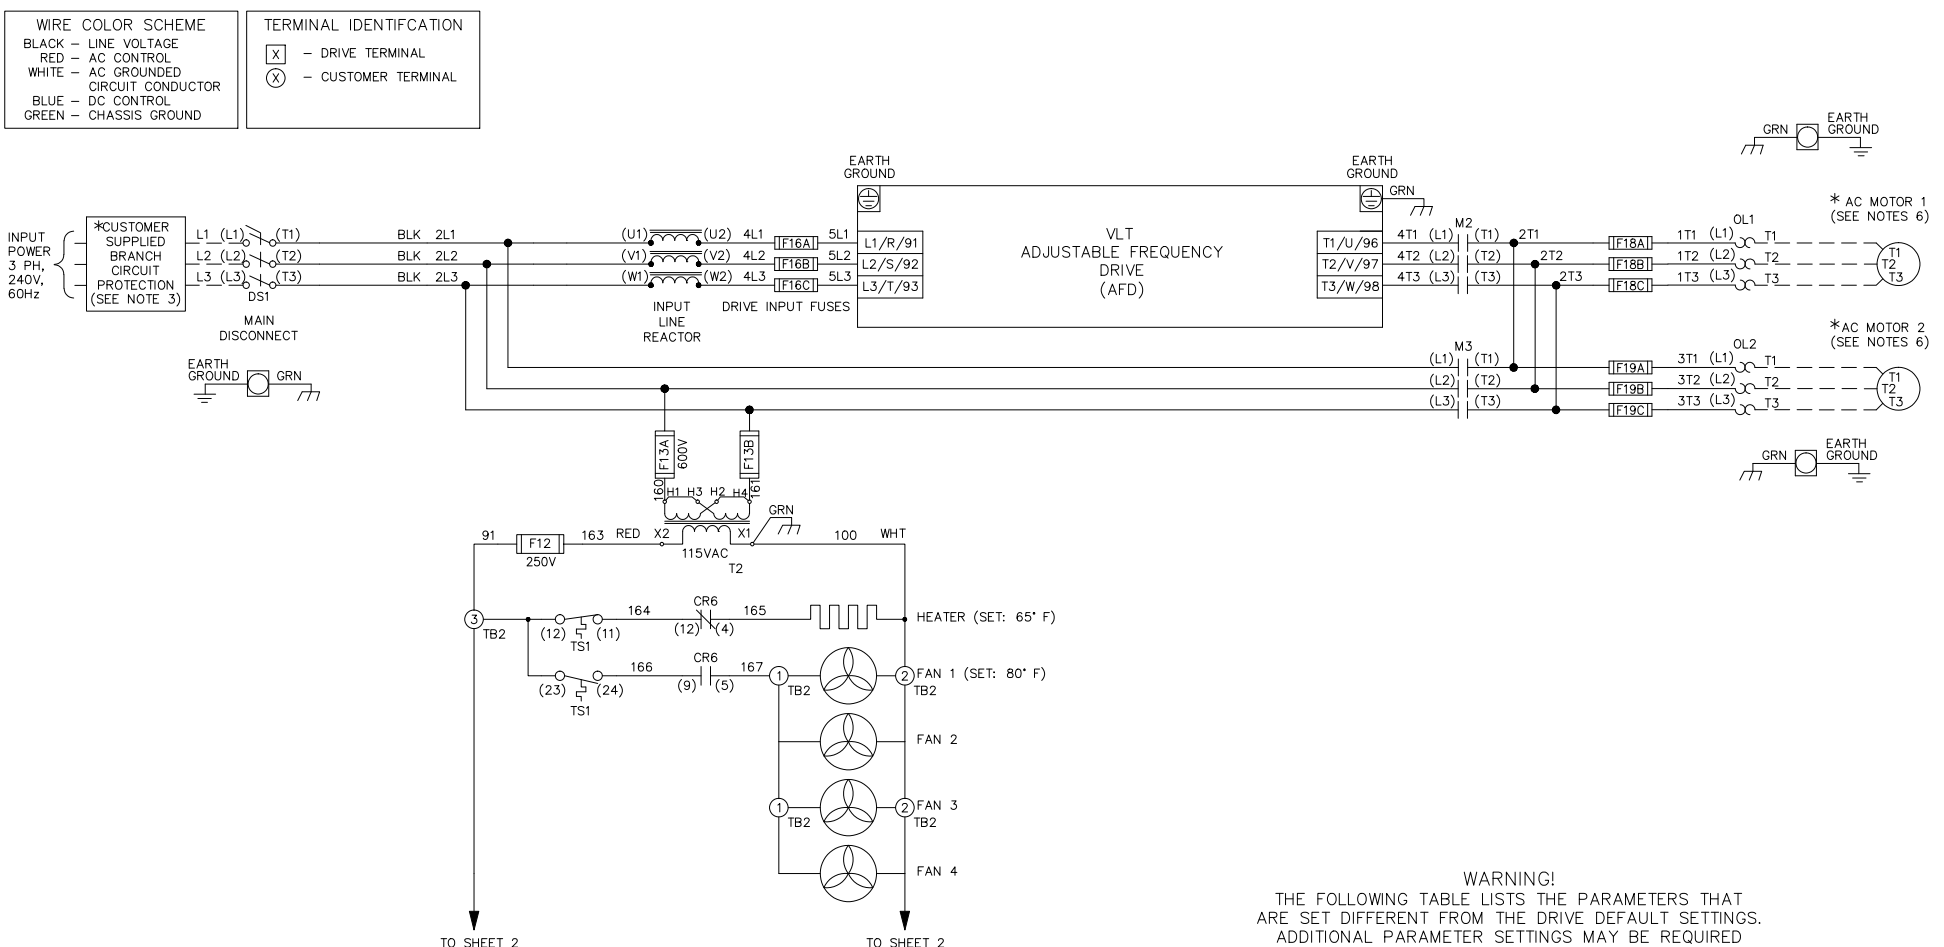 WIRE COLOR SCHEME
BLACK – LINE VOLTAGE
RED – AC CONTROL
WHITE – AC GROUNDED
CIRCUIT CONDUCTOR
BLUE – DC CONTROL
GREEN – CHASSIS GROUND
TERMINAL IDENTIFCATION
X – DRIVE TERMINAL
X – CUSTOMER TERMINAL
GRN
EARTH
GROUND
INPUT
POWER
3 PH,
240V,
60Hz
*CUSTOMER
SUPPLIED
BRANCH
CIRCUIT
PROTECTION
(SEE NOTE 3)
L1 (L1) (T1) BLK 2L1 (U1) (U2) 4L1 F16A 5L1 L1/R/91
L2 (L2) (T2) BLK 2L2 (V1) (V2) 4L2 F16B 5L2 L2/S/92
L3 (L3) (T3) BLK 2L3 (W1) (W2) 4L3 F16C 5L3 L3/T/93
DS1
MAIN
DISCONNECT
INPUT
LINE
REACTOR
DRIVE INPUT FUSES
EARTH
GROUND
EARTH
GROUND
GRN
VLT
ADJUSTABLE FREQUENCY
DRIVE
(AFD)
M2
OL1
T1/U/96 4T1 (L1) (T1) 2T1 F18A 1T1 (L1) T1
T2/V/97 4T2 (L2) (T2) 2T2 F18B 1T2 (L2) T2
T3/W/98 4T3 (L3) (T3) 2T3 F18C 1T3 (L3) T3
* AC MOTOR 1
(SEE NOTES 6)
T1
T2
T3
EARTH
GROUND
GRN
M3
OL2
(L1) (T1) F19A 3T1 (L1) T1
(L2) (T2) F19B 3T2 (L2) T2
(L3) (T3) F19C 3T3 (L3) T3
*AC MOTOR 2
(SEE NOTES 6)
T1
T2
T3
GRN
EARTH
GROUND
F13A
600V
F13B
160
H1 H3 H2 H4
161
GRN
91 F12 163 RED X2 X1 100 WHT
250V
115VAC
T2
3
TB2
(12) (11)
TS1
164
CR6
(12) (4)
165
HEATER (SET: 65° F)
(23) (24)
TS1
166
CR6
(9) (5)
167
1
TB2
2
TB2
FAN 1 (SET: 80° F)
FAN 2
1
TB2
2
TB2
FAN 3
FAN 4
TO SHEET 2
TO SHEET 2
WARNING!
THE FOLLOWING TABLE LISTS THE PARAMETERS THAT
ARE SET DIFFERENT FROM THE DRIVE DEFAULT SETTINGS.
ADDITIONAL PARAMETER SETTINGS MAY BE REQUIRED